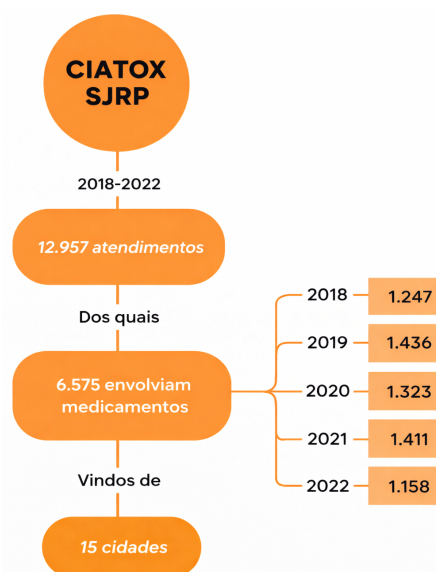 CIATOX
SJRP
2018-2022
12.957 atendimentos
Dos quais
6.575 envolviam
medicamentos
2018 1.247
2019 1.436
2020 1.323
2021 1.411
2022 1.158
Vindos de
15 cidades